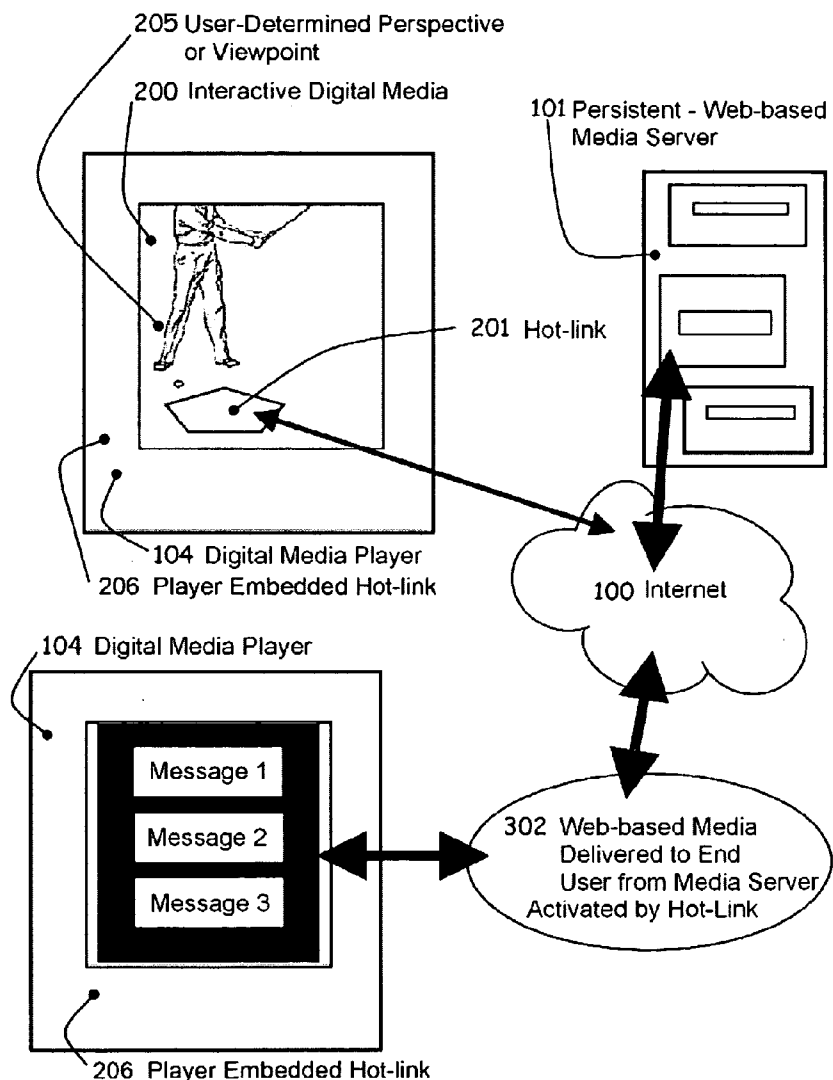 205 User-Determined Perspective
or Viewpoint
200 Interactive Digital Media
101 Persistent - Web-based
Media Server
201 Hot-link
104 Digital Media Player
206 Player Embedded Hot-link
100 Internet
104 Digital Media Player
Message 1
Message 2
Message 3
302 Web-based Media
Delivered to End
User from Media Server
Activated by Hot-Link
206 Player Embedded Hot-link